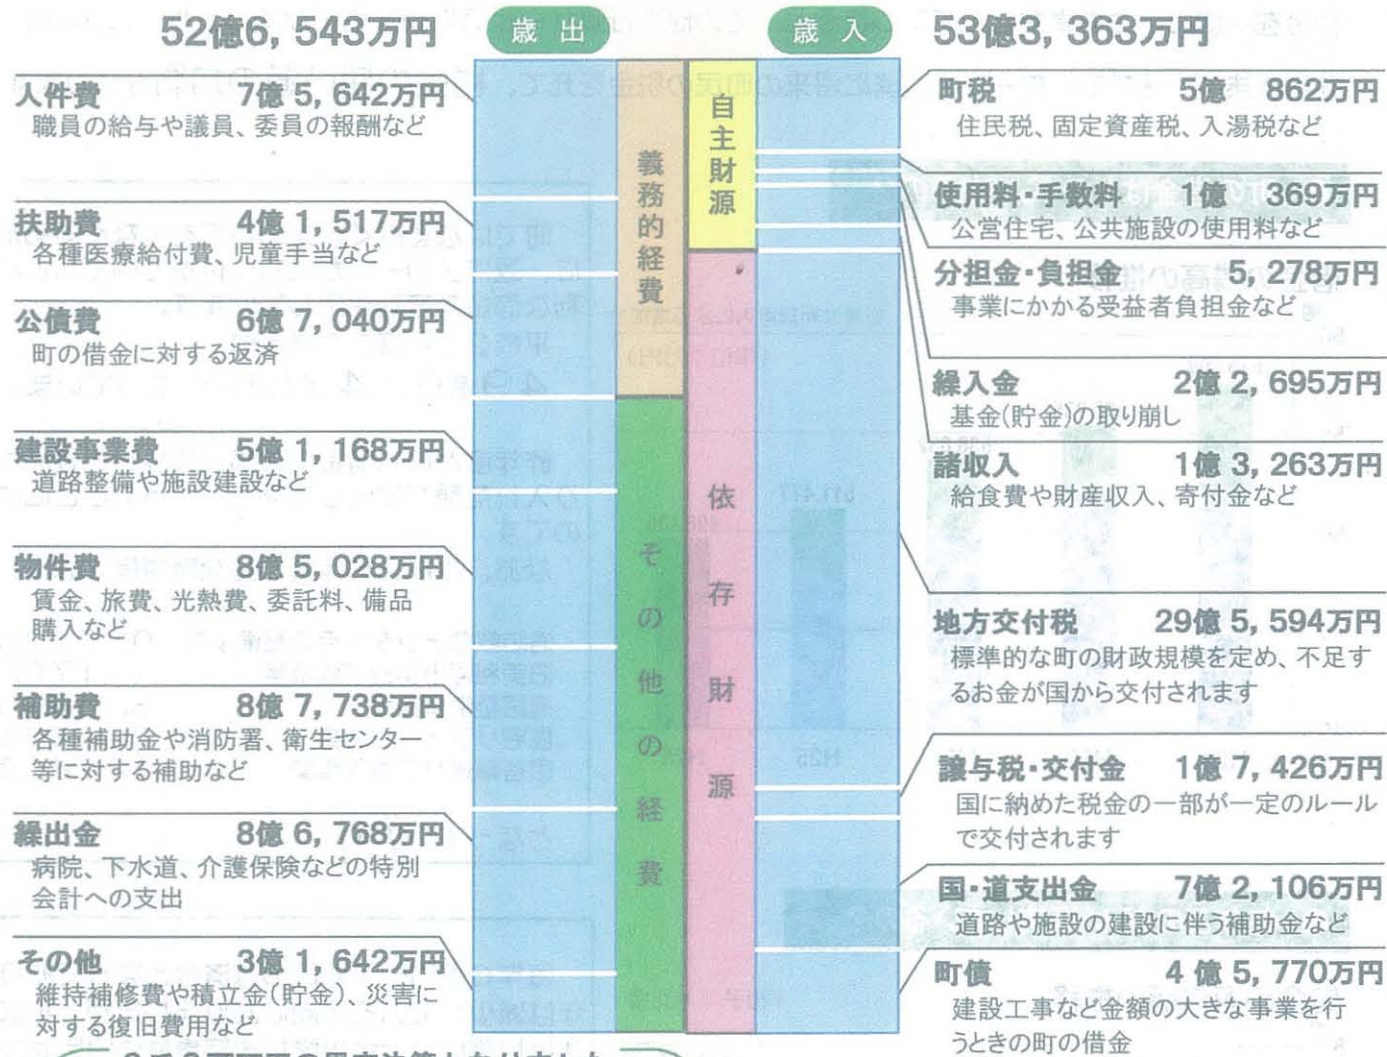 52億6,543万円
歳出
歳入
53億3,363万円
人件費 7億5,642万円
職員の給与や議員、委員の報酬など
扶助費 4億1,517万円
各種医療給付費、児童手当など
公債費 6億7,040万円
町の借金に対する返済
建設事業費 5億1,168万円
道路整備や施設建設など
物件費 8億5,028万円
賃金、旅費、光熱費、委託料、備品
購入など
補助費 8億7,738万円
各種補助金や消防署、衛生センター
等に対する補助など
繰出金 8億6,768万円
病院、下水道、介護保険などの特別
会計への支出
その他 3億1,642万円
維持補修費や積立金(貯金)、災害に
対する復旧費用など
義務的経費
その他の経費
自主財源
依存財源
町税 5億 862万円
住民税、固定資産税、入湯税など
使用料・手数料 1億 369万円
公営住宅、公共施設の使用料など
分担金・負担金 5,278万円
事業にかかる受益者負担金など
繰入金 2億2,695万円
基金(貯金)の取り崩し
諸収入 1億3,263万円
給食費や財産収入、寄付金など
地方交付税 29億5,594万円
標準的な町の財政規模を定め、不足す
るお金が国から交付されます
譲与税・交付金 1億7,426万円
国に納めた税金の一部が一定のルール
で交付されます
国・道支出金 7億2,106万円
道路や施設の建設に伴う補助金など
町債 4億5,770万円
建設工事など金額の大きな事業を行
うときの町の借金